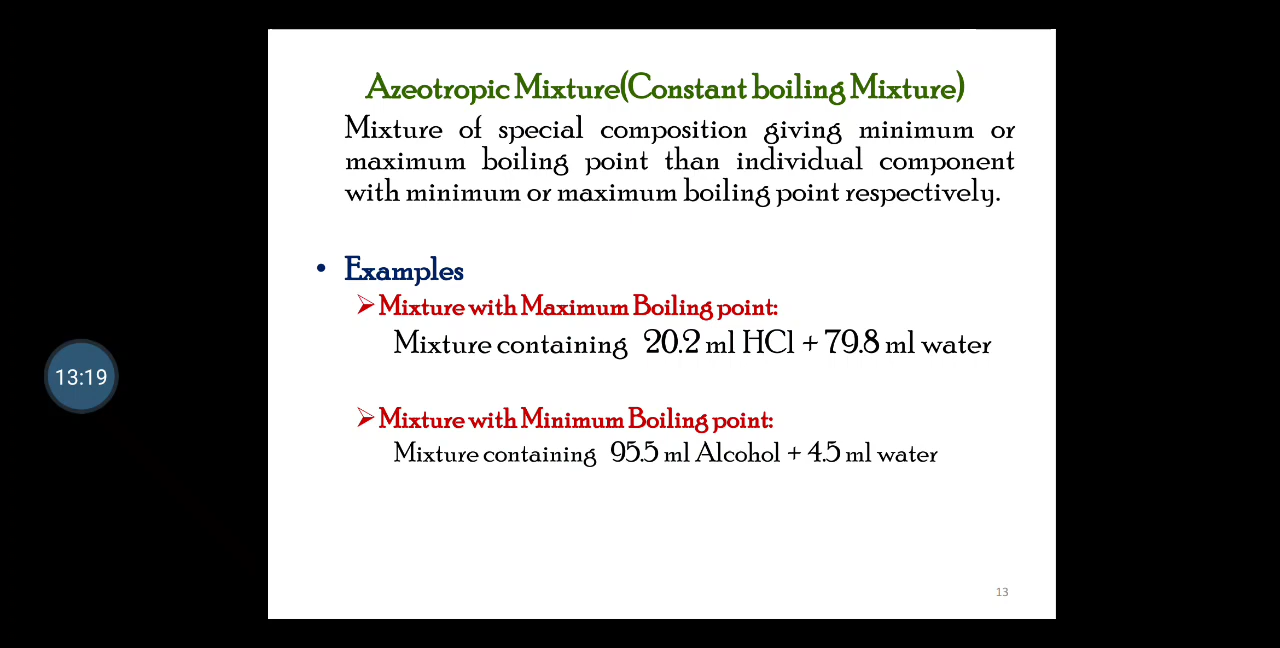 Azeotropic Mixture(Constant boiling Mixture)
Mixture of special composition giving minimum or
maximum boiling point than individual component
with minimum or maximum boiling point respectively.
• Examples
➢Mixture with Maximum Boiling point:
Mixture containing 20.2 ml HCl + 79.8 ml water
13:19
➢Mixture with Minimum Boiling point:
Mixture containing 95.5 ml Alcohol + 4.5 ml water
13